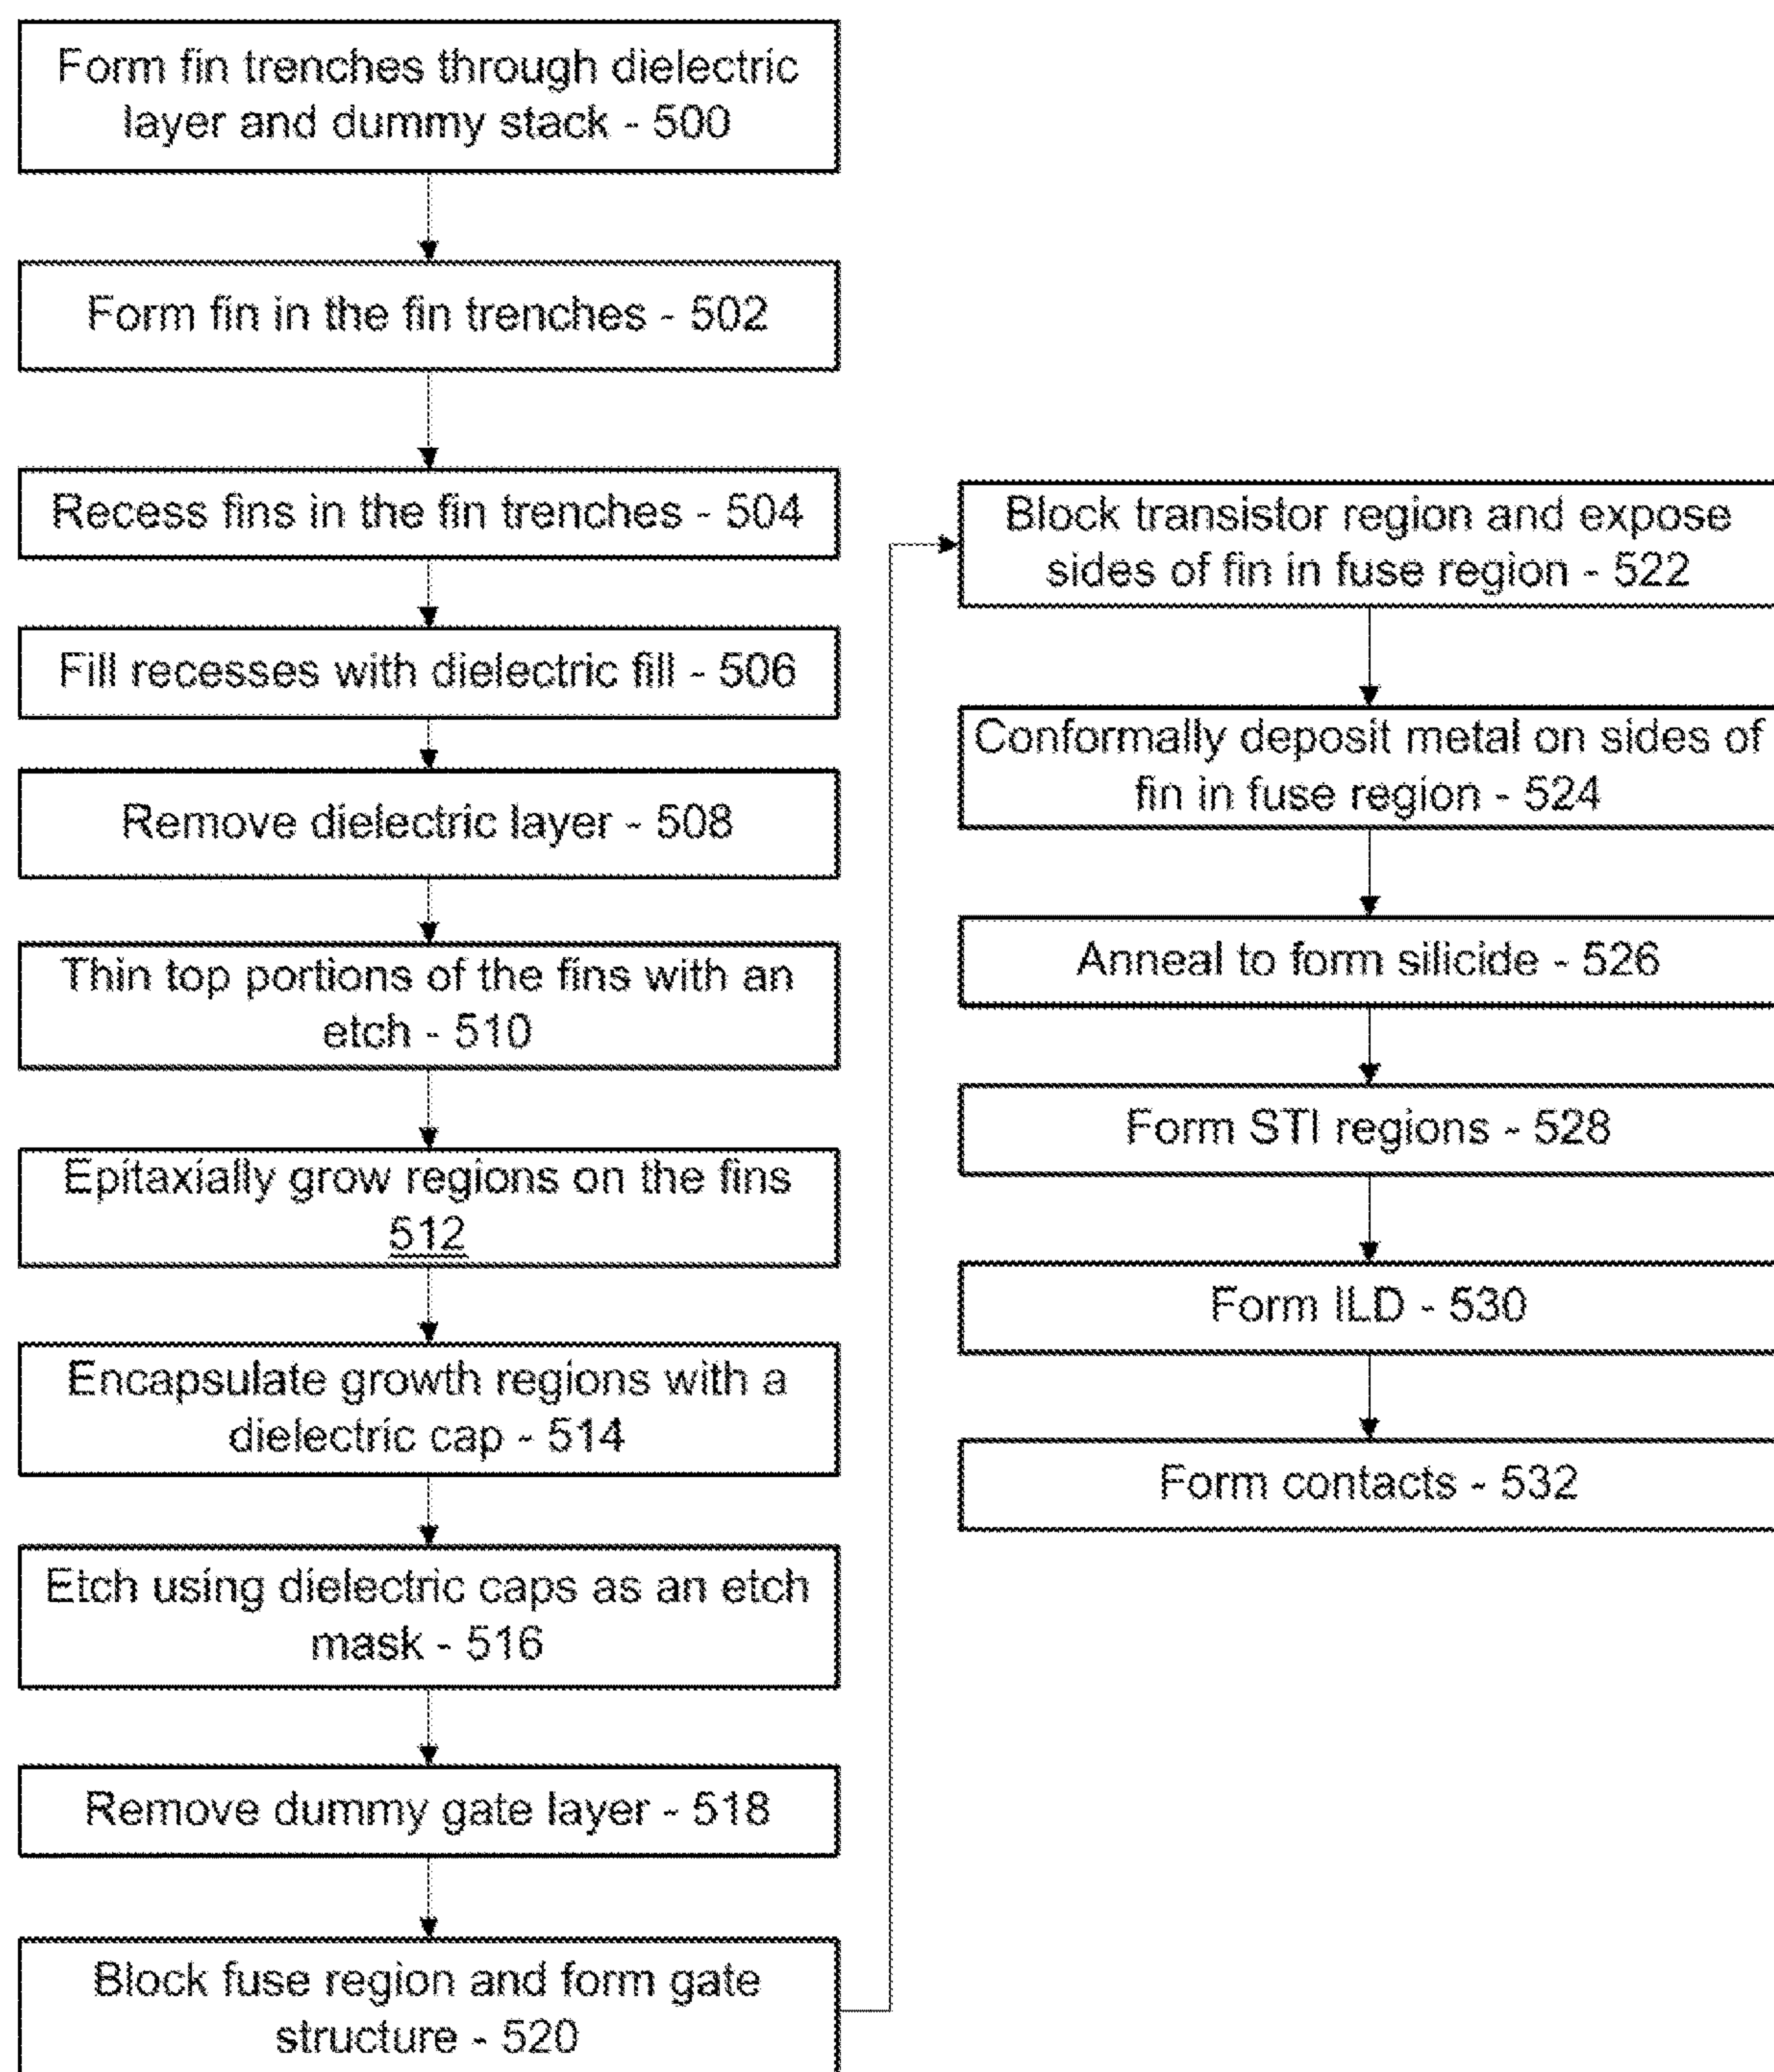 Form fin trenches through dielectric
layer and dummy stack - 500
Form fin in the fin trenches - 502
Recess fins in the fin trenches - 504
Fill recesses with dielectric fill - 506
Remove dielectric layer - 508
Thin top portions of the fins with an
etch - 510
Epitaxially grow regions on the fins
512
Encapsulate growth regions with a
dielectric cap - 514
Etch using dielectric caps as an etch
mask - 516
Remove dummy gate layer - 518
Block fuse region and form gate
structure - 520
Block transistor region and expose
sides of fin in fuse region - 522
Conformally deposit metal on sides of
fin in fuse region - 524
Anneal to form silicide - 526
Form STI regions - 528
Form ILD - 530
Form contacts - 532